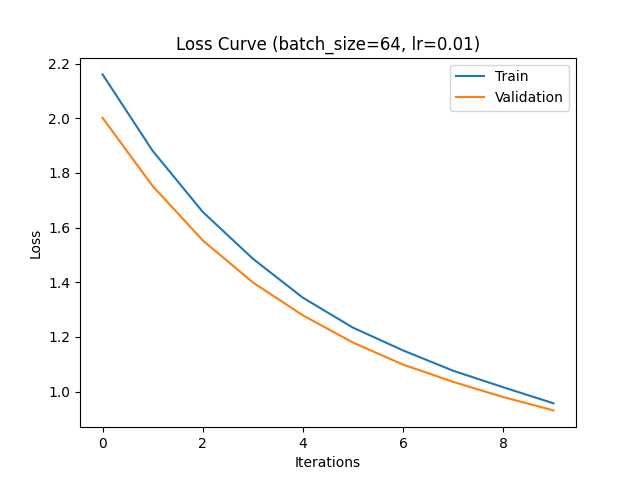 Loss Curve (batch_size=64, lr=0.01)
Train
Validation
2.2
2.0
1.8
1.6
1.4
1.2
1.0
Loss
0 2 4 6 8
Iterations